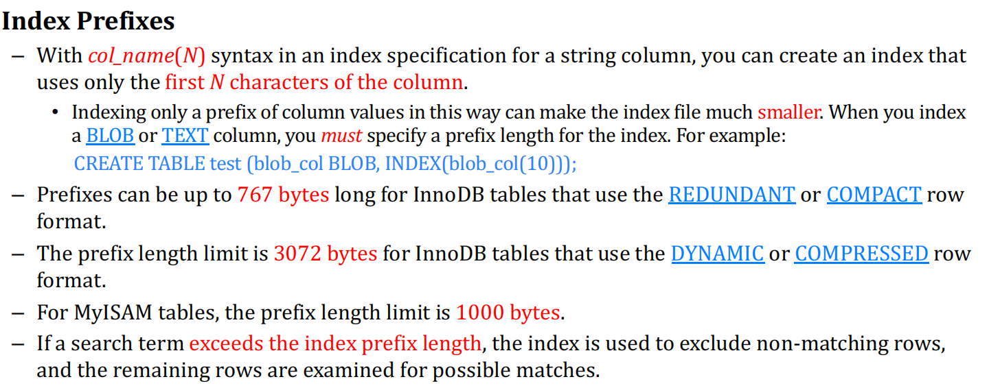 Index Prefixes
– With col_name(N) syntax in an index specification for a string column, you can create an index that
uses only the first N characters of the column.
• Indexing only a prefix of column values in this way can make the index file much smaller. When you index
a BLOB or TEXT column, you must specify a prefix length for the index. For example:
CREATE TABLE test (blob_col BLOB, INDEX(blob_col(10)));
– Prefixes can be up to 767 bytes long for InnoDB tables that use the REDUNDANT or COMPACT row
format.
– The prefix length limit is 3072 bytes for InnoDB tables that use the DYNAMIC or COMPRESSED row
format.
– For MyISAM tables, the prefix length limit is 1000 bytes.
– If a search term exceeds the index prefix length, the index is used to exclude non-matching rows,
and the remaining rows are examined for possible matches.